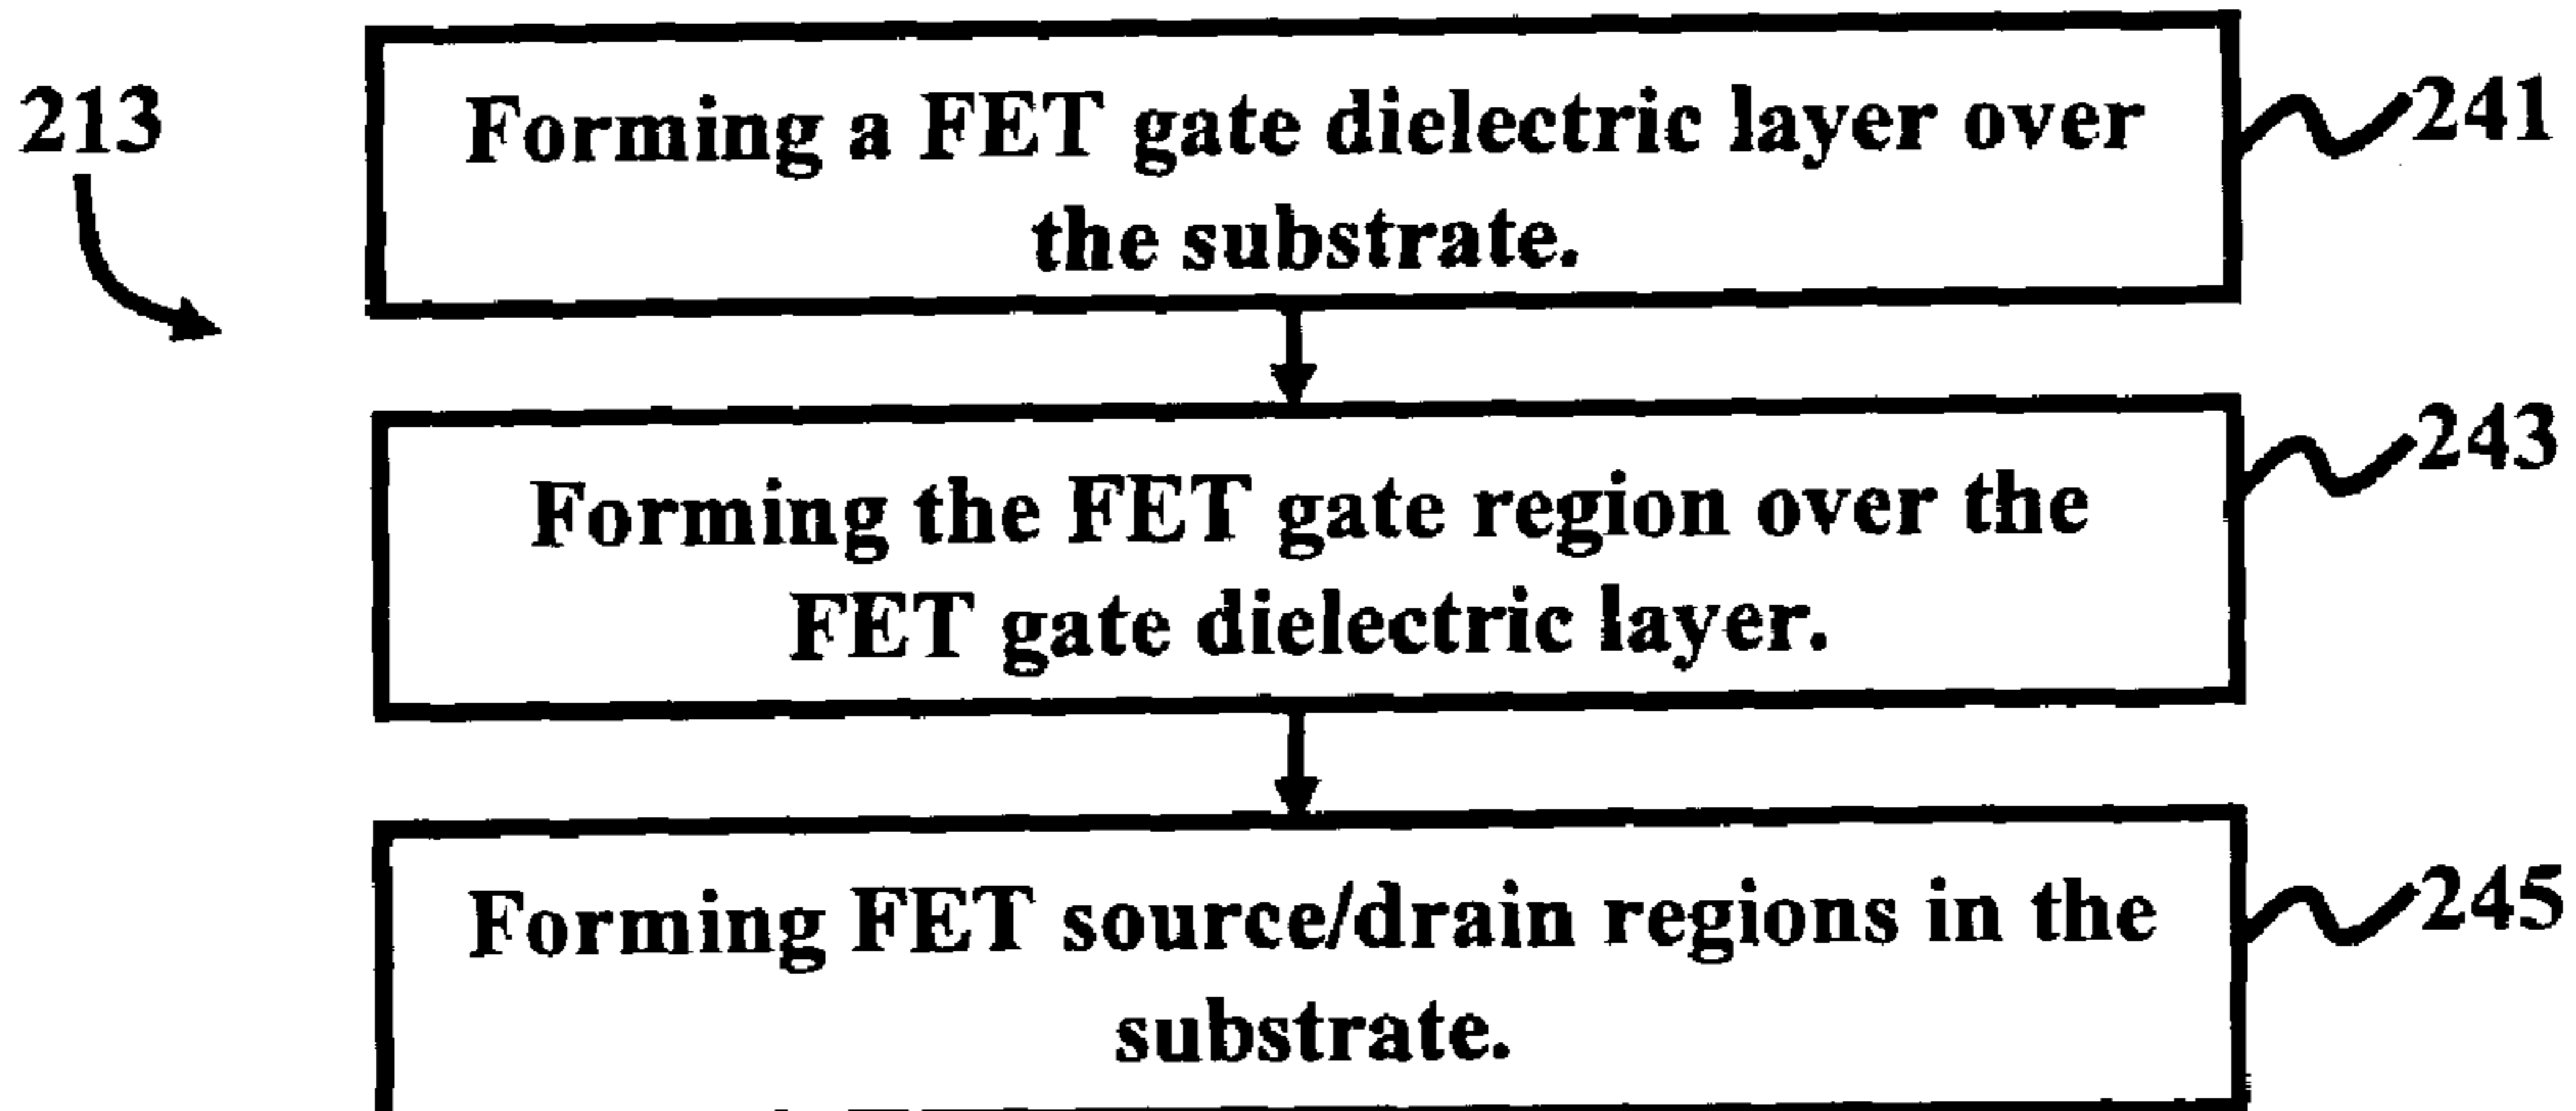 213
Forming a FET gate dielectric layer over
the substrate.
241
Forming the FET gate region over the
FET gate dielectric layer.
243
Forming FET source/drain regions in the
substrate.
245